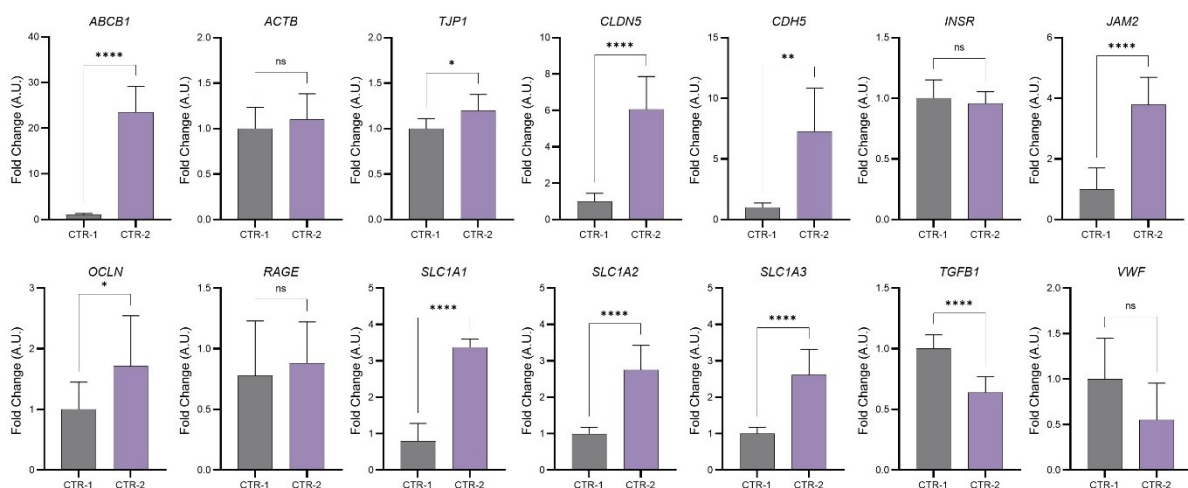 ABCB1 ACTB TJP1 CLDN5 CDH5 INSR JAM2
Fold Change (A.U.)
40
30
20
10
0
****
CTR-1 CTR-2
Fold Change (A.U.)
2.0
1.5
1.0
0.5
0.0
ns
CTR-1 CTR-2
Fold Change (A.U.)
2.0
1.5
1.0
0.5
0.0
*
CTR-1 CTR-2
Fold Change (A.U.)
10
8
6
4
2
0
****
CTR-1 CTR-2
Fold Change (A.U.)
15
10
5
0
**
CTR-1 CTR-2
Fold Change (A.U.)
1.5
1.0
0.5
0.0
ns
CTR-1 CTR-2
Fold Change (A.U.)
6
4
2
0
****
CTR-1 CTR-2
OCLN RAGE SLC1A1 SLC1A2 SLC1A3 TGFB1 VWF
Fold Change (A.U.)
3
2
1
0
*
CTR-1 CTR-2
Fold Change (A.U.)
1.5
1.0
0.5
0.0
ns
CTR-1 CTR-2
Fold Change (A.U.)
5
4
3
2
1
0
****
CTR-1 CTR-2
Fold Change (A.U.)
5
4
3
2
1
0
****
CTR-1 CTR-2
Fold Change (A.U.)
5
4
3
2
1
0
****
CTR-1 CTR-2
Fold Change (A.U.)
1.5
1.0
0.5
0.0
****
CTR-1 CTR-2
Fold Change (A.U.)
2.0
1.5
1.0
0.5
0.0
ns
CTR-1 CTR-2